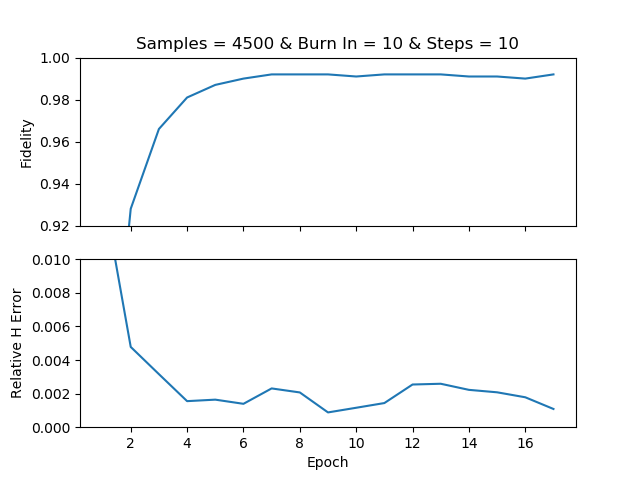 Samples = 4500 & Burn In = 10 & Steps = 10
1.00
0.98
0.96
0.94
0.92
Fidelity
0.010
0.008
0.006
0.004
0.002
0.000
Relative H Error
2 4 6 8 10 12 14 16
Epoch